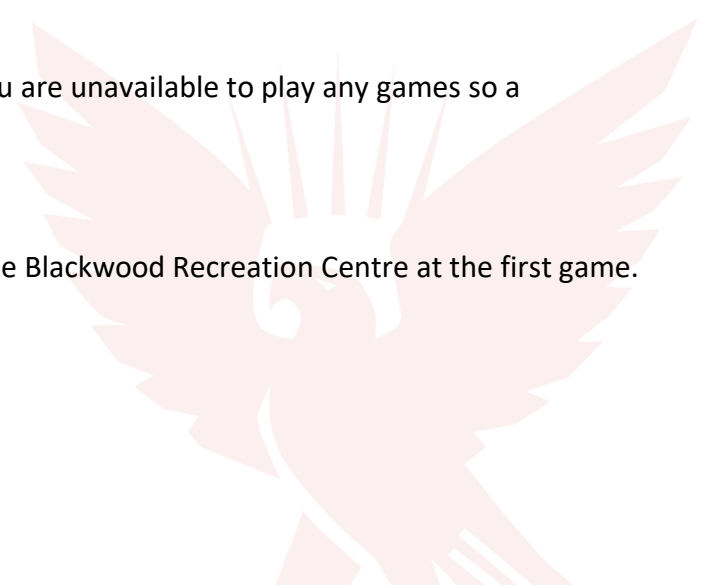 are unavailable to play any games so a
Blackwood Recreation Centre at the first game.